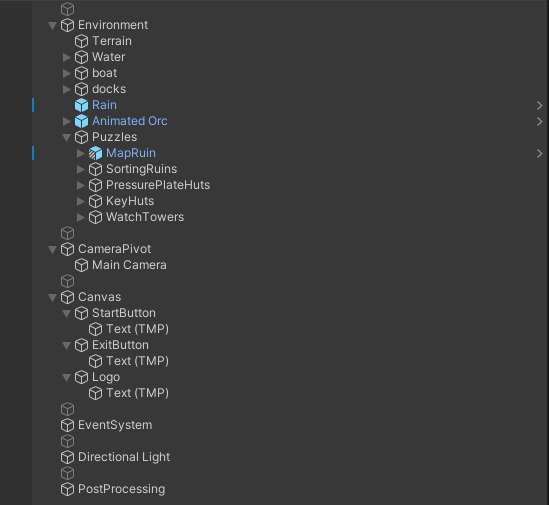 Environment
Terrain
Water
boat
docks
Rain
Animated Orc
Puzzles
MapRuin
SortingRuins
PressurePlateHuts
KeyHuts
WatchTowers
CameraPivot
Main Camera
Canvas
StartButton
Text (TMP)
ExitButton
Text (TMP)
Logo
Text (TMP)
EventSystem
Directional Light
PostProcessing